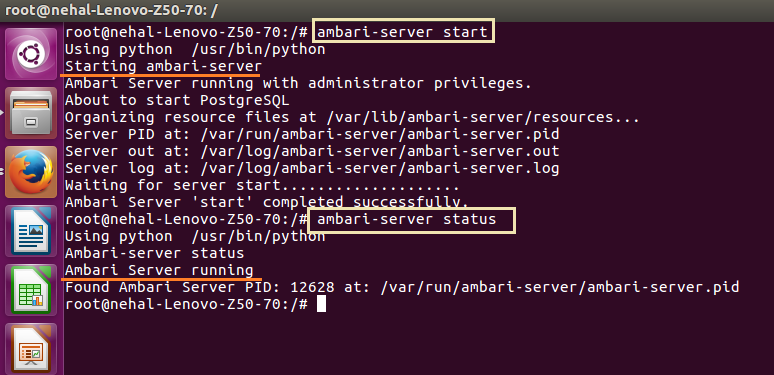 root@nehal-Lenovo-Z50-70: /
root@nehal-Lenovo-Z50-70:/# ambari-server start
Using python  /usr/bin/python
Starting ambari-server
Ambari Server running with administrator privileges.
About to start PostgreSQL
Organizing resource files at /var/lib/ambari-server/resources...
Server PID at: /var/run/ambari-server/ambari-server.pid
Server out at: /var/log/ambari-server/ambari-server.out
Server log at: /var/log/ambari-server/ambari-server.log
Waiting for server start....................
Ambari Server 'start' completed successfully.
root@nehal-Lenovo-Z50-70:/# ambari-server status
Using python  /usr/bin/python
Ambari-server status
Ambari Server running
Found Ambari Server PID: 12628 at: /var/run/ambari-server/ambari-server.pid
root@nehal-Lenovo-Z50-70:/#